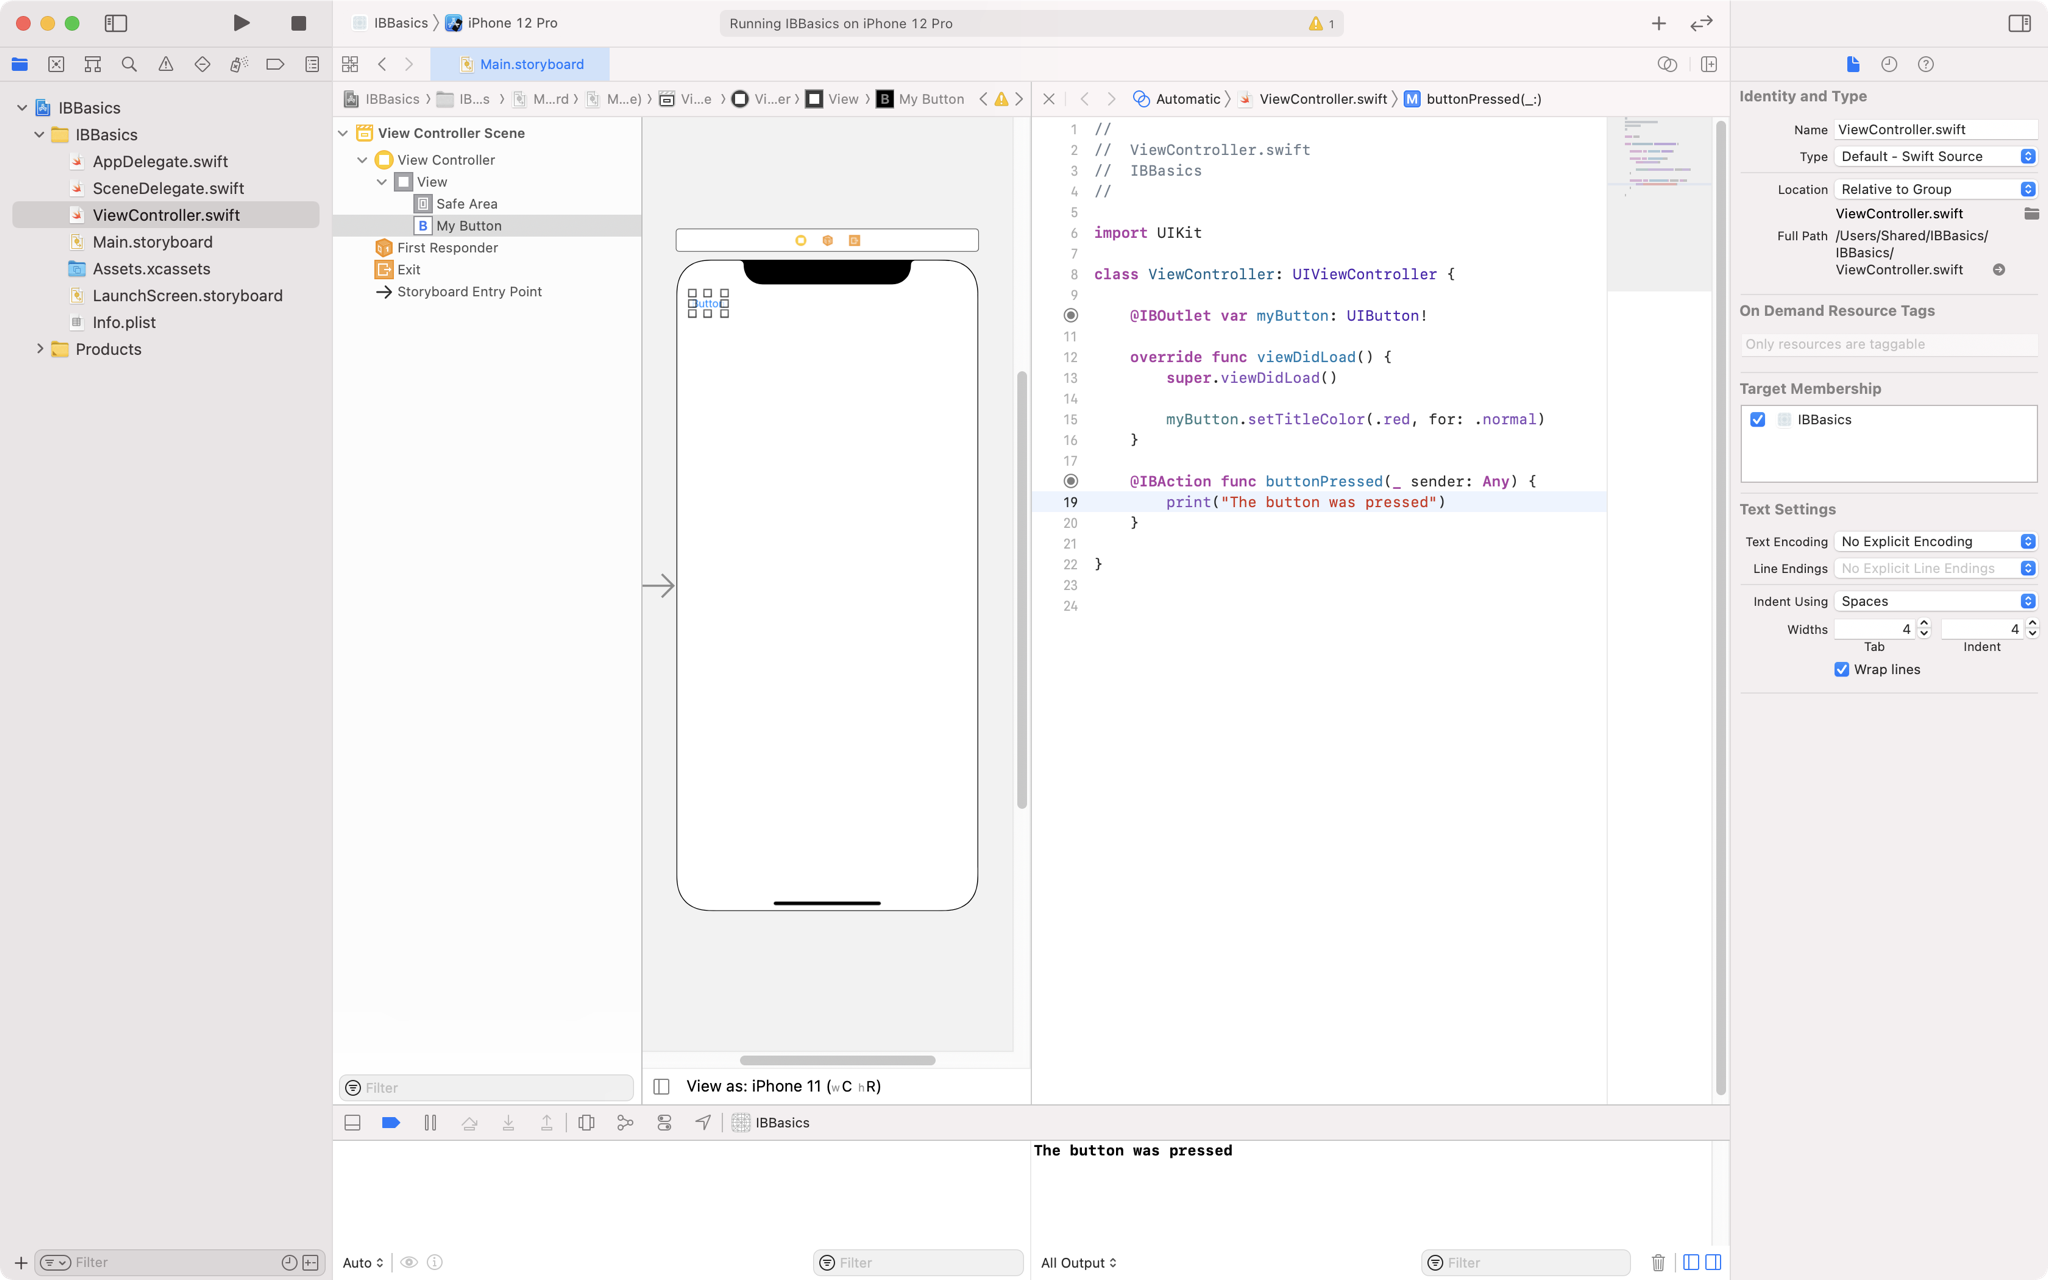 IBBasics
iPhone 12 Pro
Running IBBasics on iPhone 12 Pro
1
Main.storyboard
IBBasics
IBBasics
AppDelegate.swift
SceneDelegate.swift
ViewController.swift
Main.storyboard
Assets.xcassets
LaunchScreen.storyboard
Info.plist
Products
Filter
IBBasics
IB...s
M...rd
M...e)
Vi...e
Vi...er
View
B My Button
View Controller Scene
View Controller
View
Safe Area
B My Button
First Responder
Exit
Storyboard Entry Point
Filter
Button
View as: iPhone 11 (wC hR)
Automatic
ViewController.swift
M buttonPressed(_:)
1 //
2 //  ViewController.swift
3 //  IBBasics
4 //
5
6 import UIKit
7
8 class ViewController: UIViewController {
9
@IBOutlet var myButton: UIButton!
11
12 override func viewDidLoad() {
13 super.viewDidLoad()
14
15 myButton.setTitleColor(.red, for: .normal)
16 }
17
@IBAction func buttonPressed(_ sender: Any) {
19 print("The button was pressed")
20 }
21
22 }
23
24
IBBasics
The button was pressed
Auto
Filter
All Output
Filter
Identity and Type
Name ViewController.swift
Type Default - Swift Source
Location Relative to Group
ViewController.swift
Full Path /Users/Shared/IBBasics/
IBBasics/
ViewController.swift
On Demand Resource Tags
Only resources are taggable
Target Membership
IBBasics
Text Settings
Text Encoding No Explicit Encoding
Line Endings No Explicit Line Endings
Indent Using Spaces
Widths 4 4
Tab Indent
Wrap lines